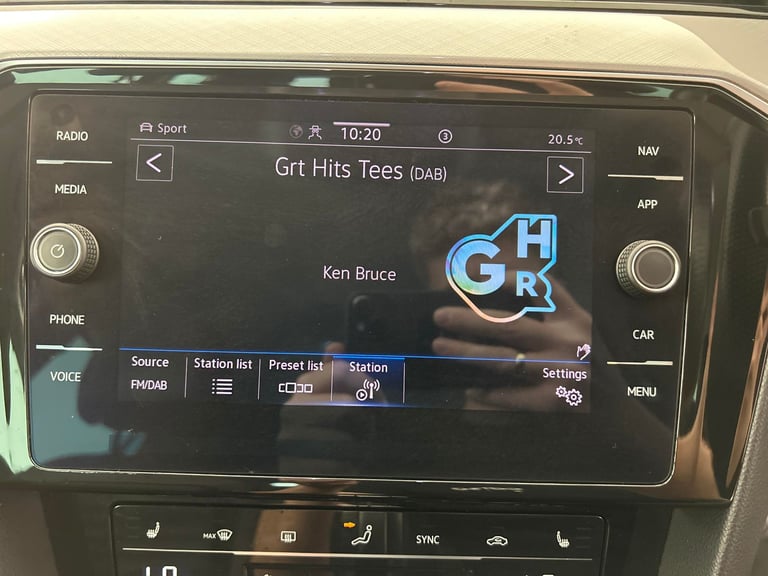 RADIO
MEDIA
PHONE
VOICE
Sport
10:20
3
20.5°C
Grt Hits Tees (DAB)
Ken Bruce
GHR
Source
FM/DAB
Station list
Preset list
Station
Settings
NAV
APP
CAR
MENU
MAX
SYNC
LO